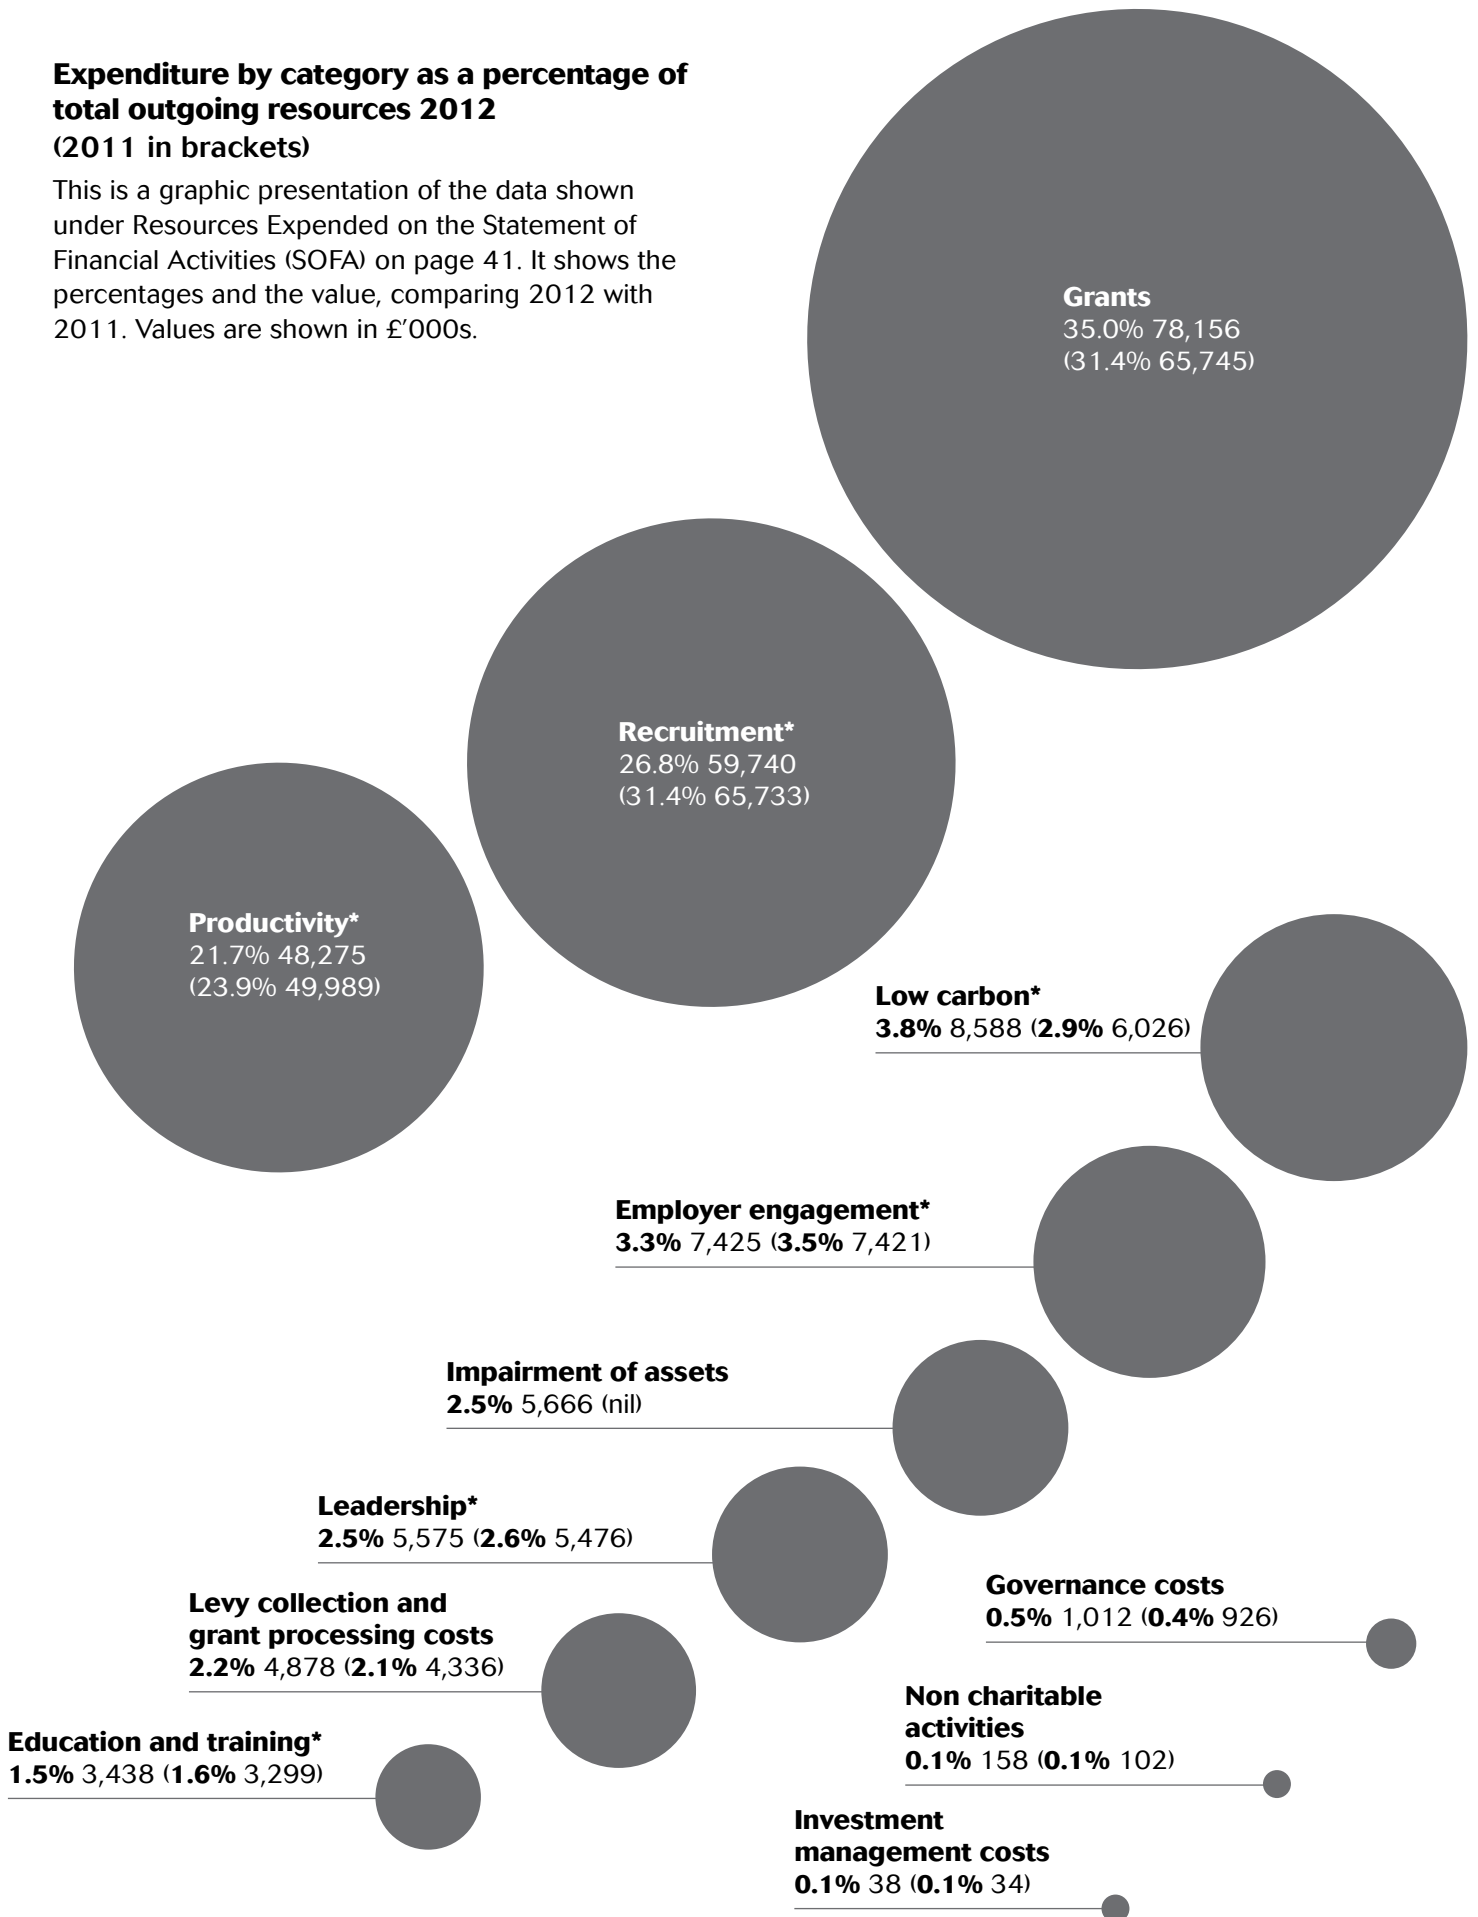 Expenditure by category as a percentage of
total outgoing resources 2012
(2011 in brackets)
This is a graphic presentation of the data shown
under Resources Expended on the Statement of
Financial Activities (SOFA) on page 41. It shows the
percentages and the value, comparing 2012 with
2011. Values are shown in £’000s.
Grants
35.0% 78,156
(31.4% 65,745)
Recruitment*
26.8% 59,740
(31.4% 65,733)
Productivity*
21.7% 48,275
(23.9% 49,989)
Low carbon*
3.8% 8,588 (2.9% 6,026)
Employer engagement*
3.3% 7,425 (3.5% 7,421)
Impairment of assets
2.5% 5,666 (nil)
Leadership*
2.5% 5,575 (2.6% 5,476)
Levy collection and
grant processing costs
2.2% 4,878 (2.1% 4,336)
Education and training*
1.5% 3,438 (1.6% 3,299)
Governance costs
0.5% 1,012 (0.4% 926)
Non charitable
activities
0.1% 158 (0.1% 102)
Investment
management costs
0.1% 38 (0.1% 34)